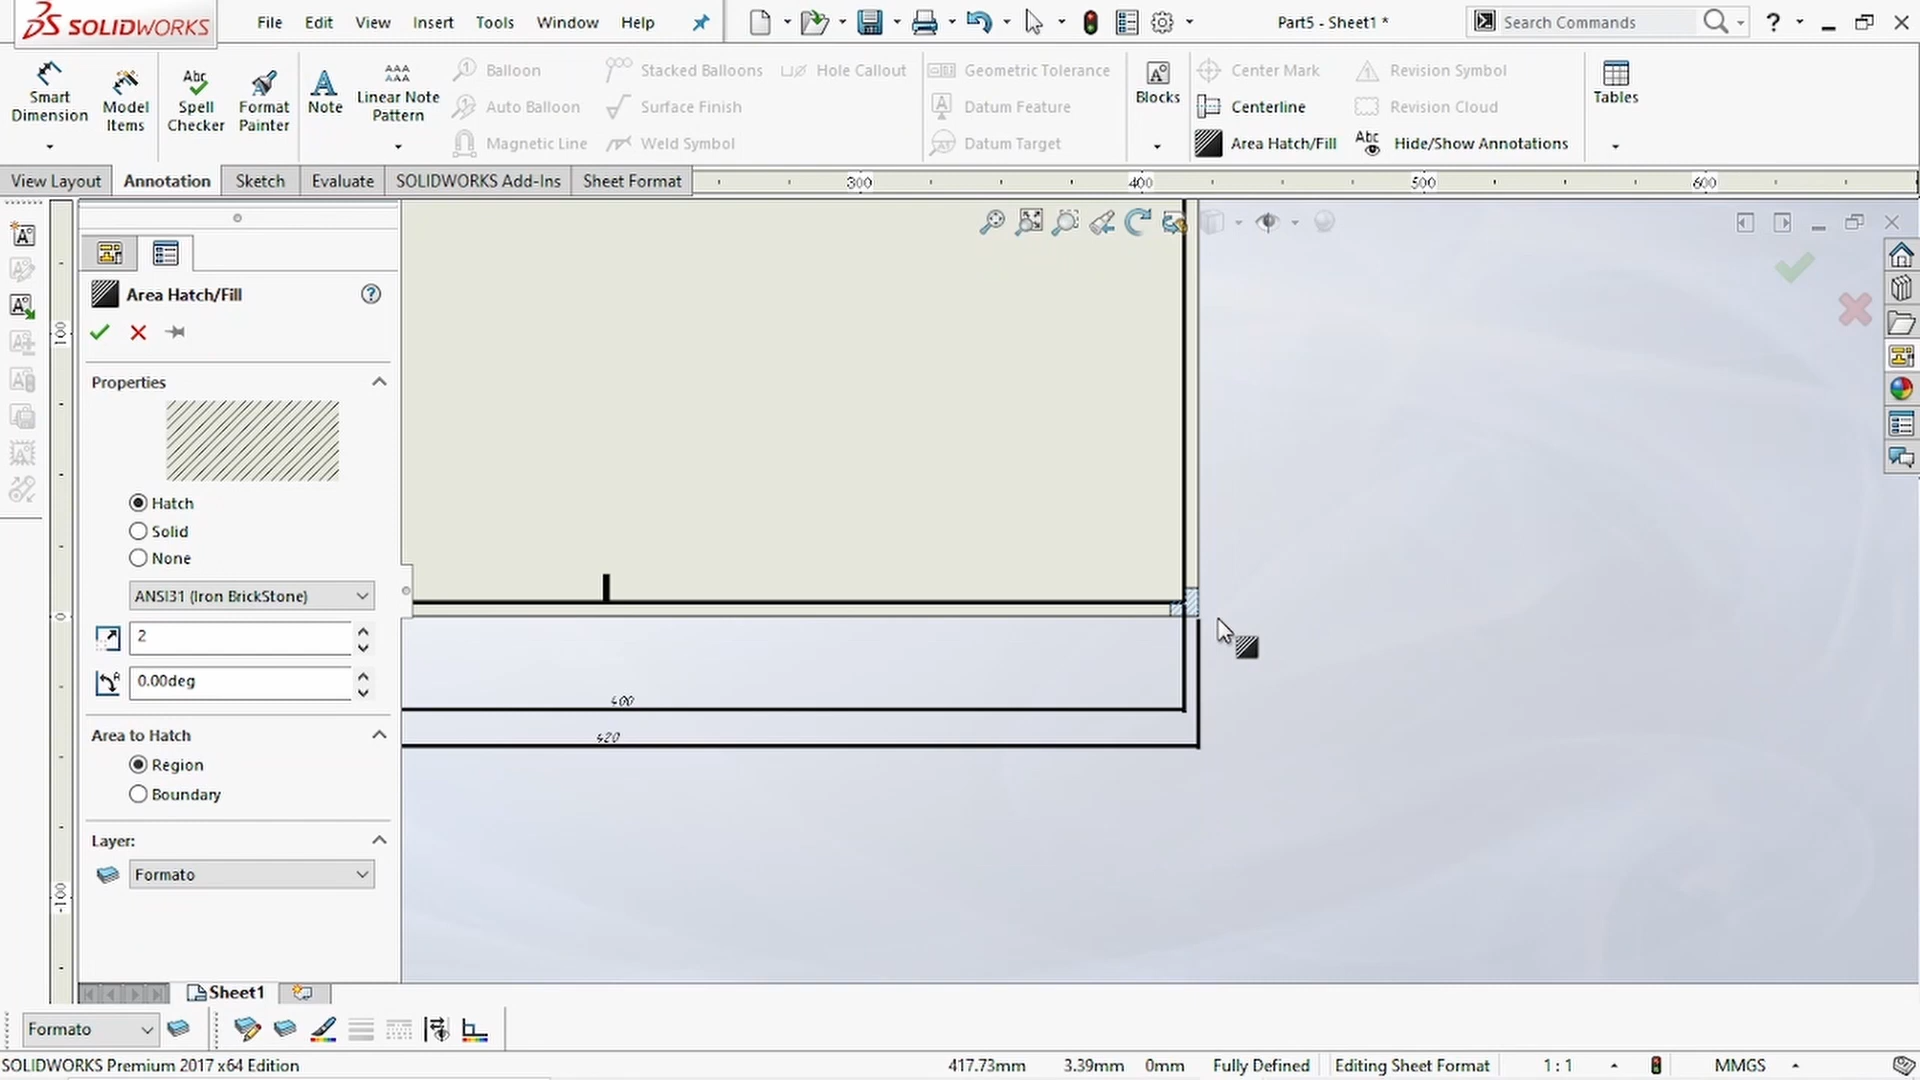 SOLIDWORKS File Edit View Insert Tools Window Help Part5 - Sheet1 * Search Commands ?
Smart Dimension
Model Items
Abc Spell Checker
Format Painter
Note
Linear Note Pattern
Balloon
Auto Balloon
Magnetic Line
Stacked Balloons
Surface Finish
Weld Symbol
Hole Callout
Geometric Tolerance
Datum Feature
Datum Target
Blocks
Center Mark
Centerline
Area Hatch/Fill
Revision Symbol
Revision Cloud
Abc Hide/Show Annotations
Tables
View Layout Annotation Sketch Evaluate SOLIDWORKS Add-Ins Sheet Format
300 400 500 600
Area Hatch/Fill ?
Properties
Hatch
Solid
None
ANSI31 (Iron BrickStone)
2
0.00deg
Area to Hatch
Region
Boundary
Layer:
Formato
100
0
-100
400
420
Sheet1
Formato
SOLIDWORKS Premium 2017 x64 Edition 417.73mm 3.39mm 0mm Fully Defined Editing Sheet Format 1 : 1 MMGS